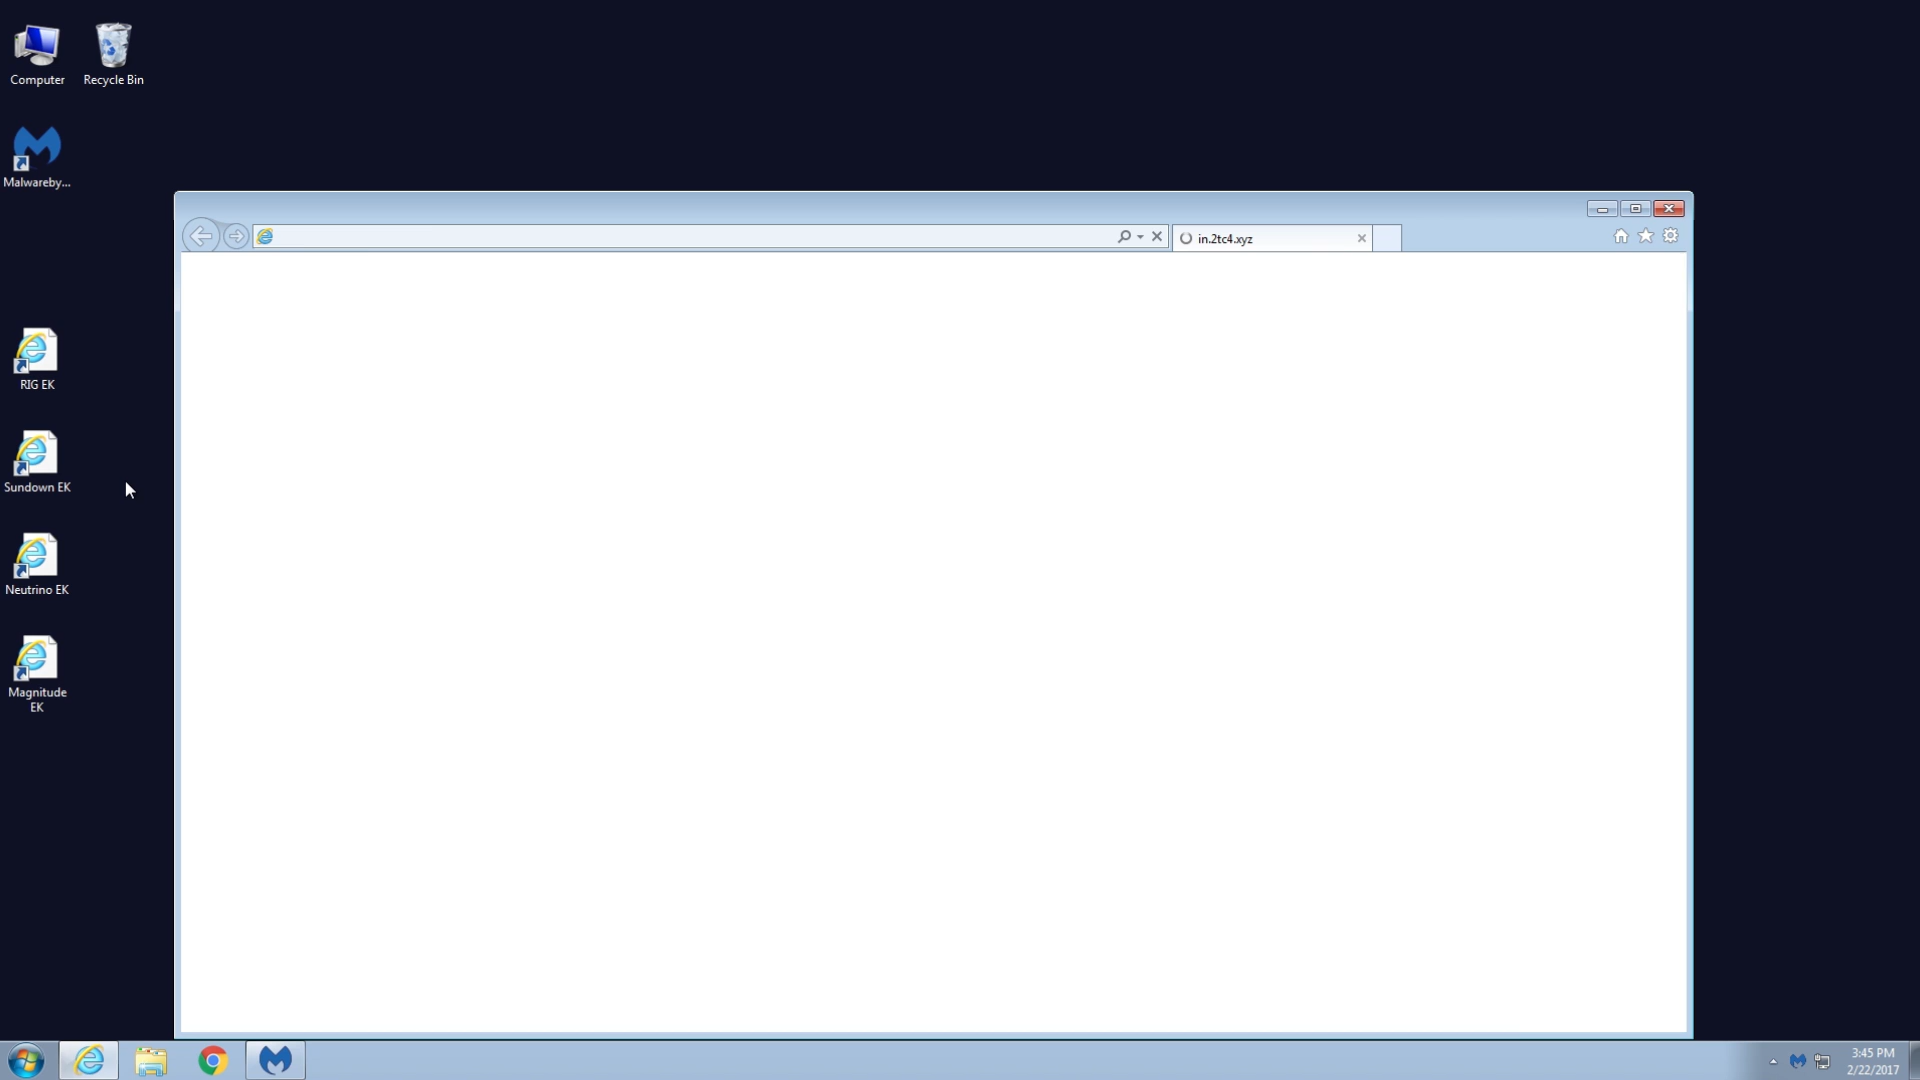 Computer
Recycle Bin
Malwareby...
in.2tc4.xyz
RIG EK
Sundown EK
Neutrino EK
Magnitude
EK
3:45 PM
2/22/2017